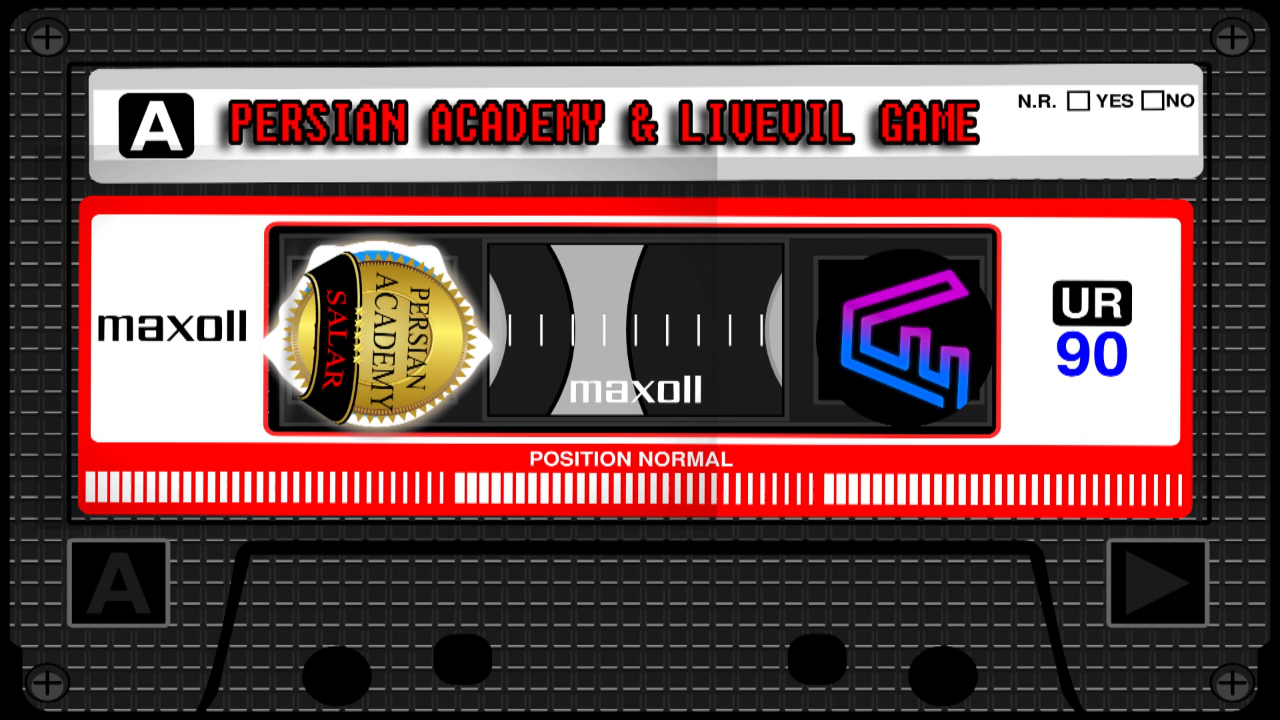 A PERSIAN ACADEMY & LIVEVIL GAME N.R. YES NO
maxoll
PERSIAN
ACADEMY
SALAR
maxoll
UR
90
POSITION NORMAL
A